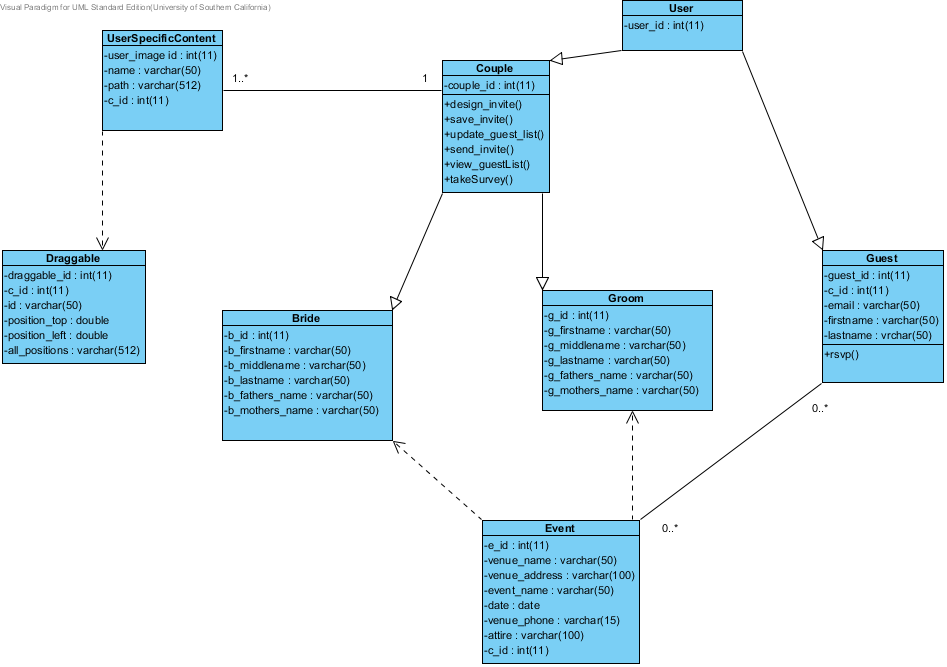 Visual Paradigm for UML Standard Edition(University of Southern California)
User
-user_id : int(11)
UserSpecificContent
-user_image id : int(11)
-name : varchar(50)
-path : varchar(512)
-c_id : int(11)
1..*
1
Couple
-couple_id : int(11)
+design_invite()
+save_invite()
+update_guest_list()
+send_invite()
+view_guestList()
+takeSurvey()
Draggable
-draggable_id : int(11)
-c_id : int(11)
-id : varchar(50)
-position_top : double
-position_left : double
-all_positions : varchar(512)
Bride
-b_id : int(11)
-b_firstname : varchar(50)
-b_middlename : varchar(50)
-b_lastname : varchar(50)
-b_fathers_name : varchar(50)
-b_mothers_name : varchar(50)
Groom
-g_id : int(11)
-g_firstname : varchar(50)
-g_middlename : varchar(50)
-g_lastname : varchar(50)
-g_fathers_name : varchar(50)
-g_mothers_name : varchar(50)
Guest
-guest_id : int(11)
-c_id : int(11)
-email : varchar(50)
-firstname : varchar(50)
-lastname : vrchar(50)
+rsvp()
0..*
0..*
Event
-e_id : int(11)
-venue_name : varchar(50)
-venue_address : varchar(100)
-event_name : varchar(50)
-date : date
-venue_phone : varchar(15)
-attire : varchar(100)
-c_id : int(11)